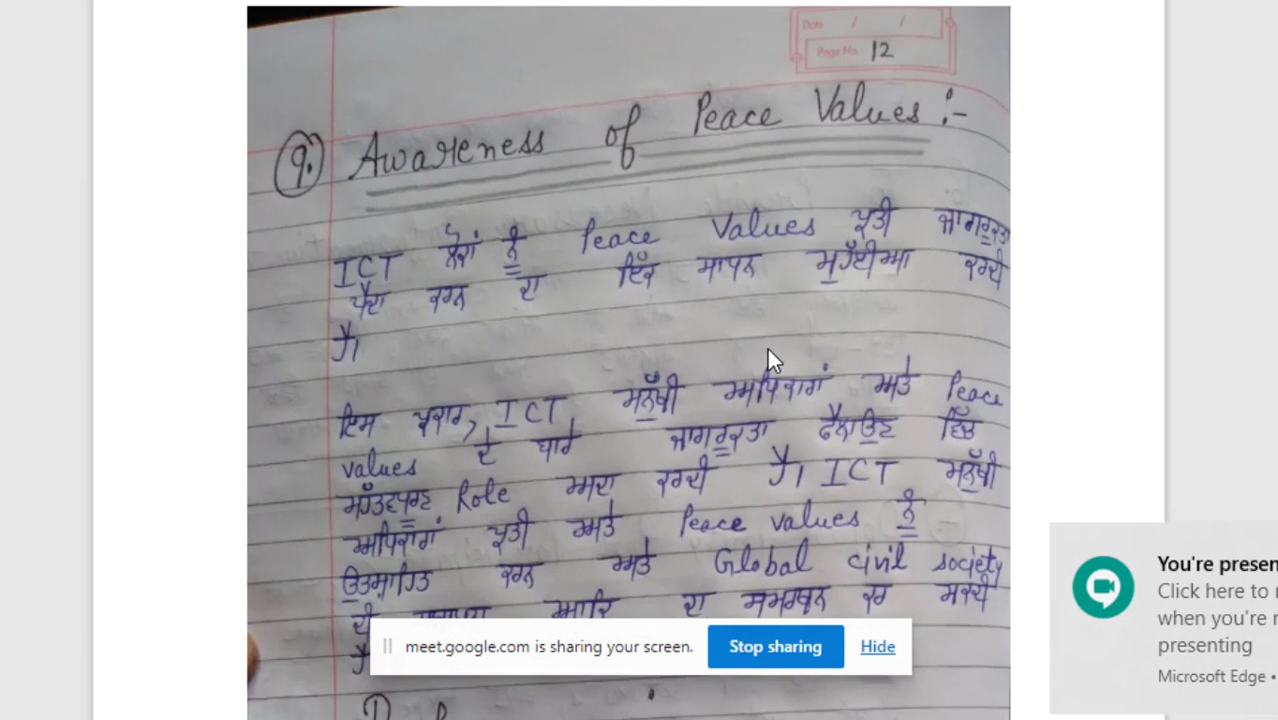 Date / /
Page No. 12
9. Awareness of Peace Values :-
ICT ਲੋਕਾਂ ਨੂੰ Peace Values ਪ੍ਰਤੀ ਜਾਗਰੂਕਤਾ
ਪੈਦਾ ਕਰਨ ਦਾ ਇੱਕ ਸਾਧਨ ਮੁਹੱਈਆ ਕਰਦੀ
ਹੈ।
ਇਸ ਪ੍ਰਕਾਰ, ICT ਮਨੁੱਖੀ ਅਧਿਕਾਰਾਂ ਅਤੇ Peace
values ਦੇ ਬਾਰੇ ਜਾਗਰੂਕਤਾ ਫੈਲਾਉਣ ਵਿੱਚ
ਮਹੱਤਵਪੂਰਣ Role ਅਦਾ ਕਰਦੀ ਹੈ। ICT ਮਨੁੱਖੀ
ਅਧਿਕਾਰਾਂ ਪ੍ਰਤੀ ਅਤੇ Peace values ਨੂੰ
ਉਤਸ਼ਾਹਿਤ ਕਰਨ ਅਤੇ Global civil society
ਦੀ ਆਦਿ ਦਾ ਸਮਰਥਨ ਕਰ ਸਕਦੀ
meet.google.com is sharing your screen.
Stop sharing
Hide
You're presen
Click here to
when you're
presenting
Microsoft Edge •